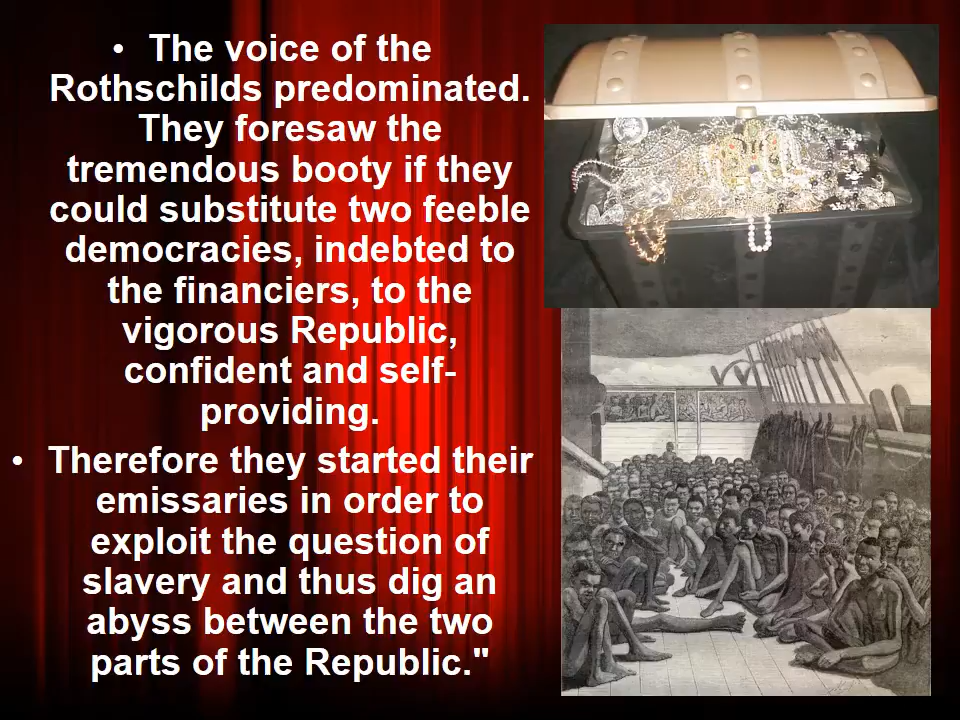 • The voice of the
Rothschilds predominated.
They foresaw the
tremendous booty if they
could substitute two feeble
democracies, indebted to
the financiers, to the
vigorous Republic,
confident and self-
providing.
• Therefore they started their
emissaries in order to
exploit the question of
slavery and thus dig an
abyss between the two
parts of the Republic."